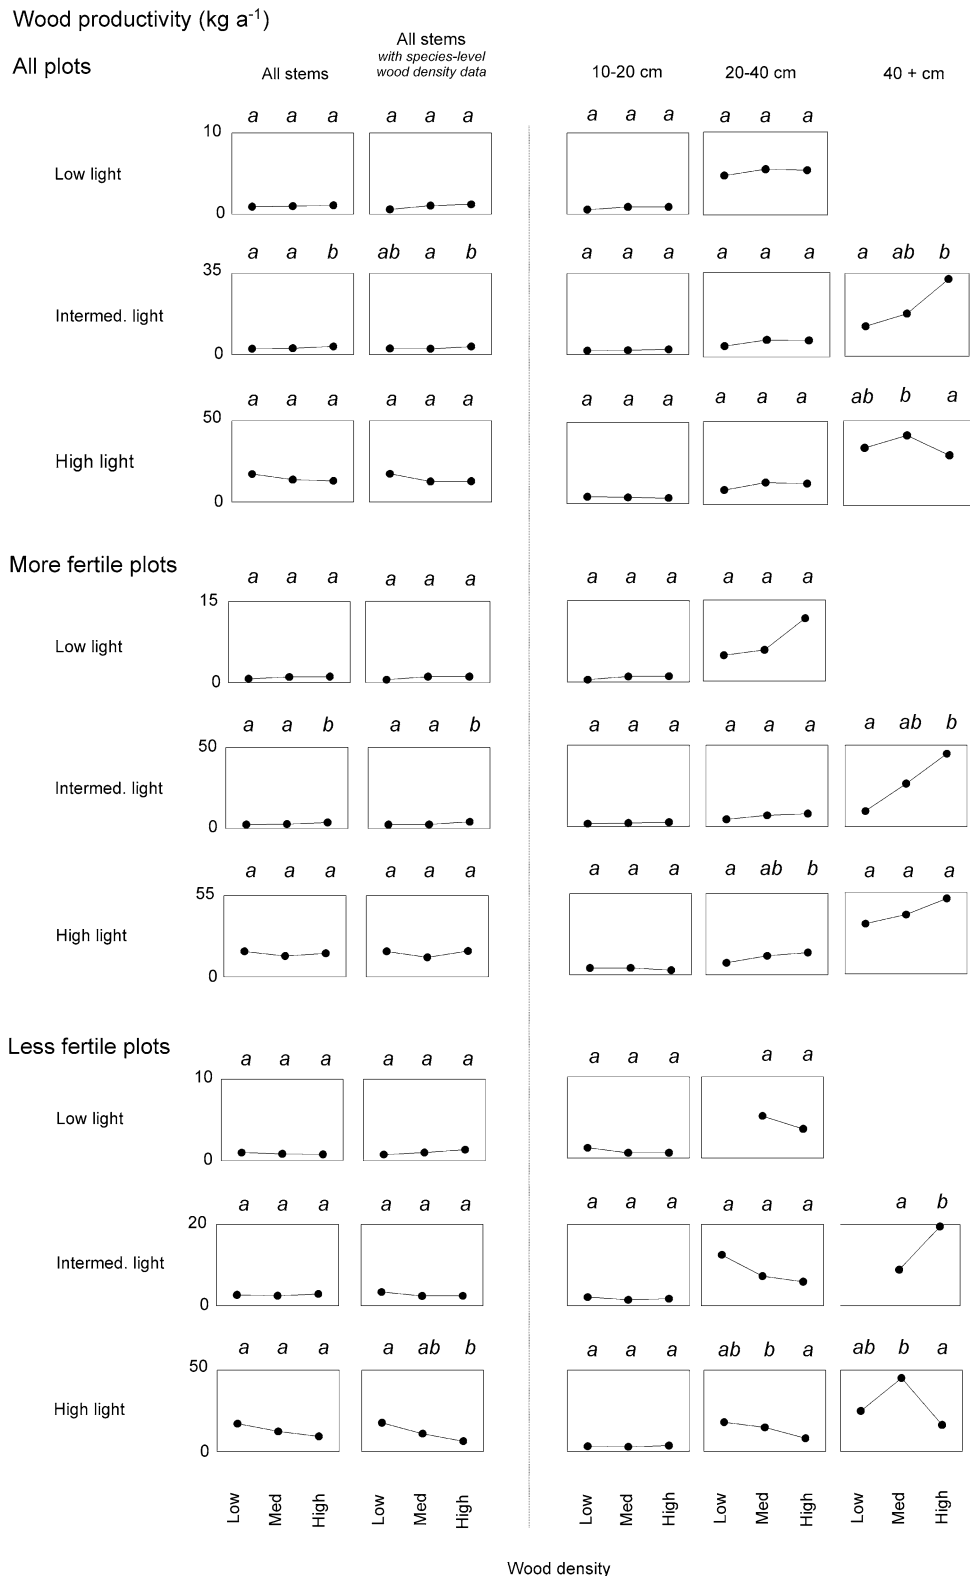 Wood productivity (kg a-1)
All plots
All stems
All stems
with species-level
wood density data
10-20 cm
20-40 cm
40 + cm
a a a a a a a a a a a a
10
Low light
0
a a b ab a b a a a a a a a ab b
35
Intermed. light
0
a a a a a a a a a a a a ab b a
50
High light
0
More fertile plots
a a a a a a a a a a a a
15
Low light
0
a a b a a b a a a a a a a ab b
50
Intermed. light
0
a a a a a a a a a a ab b a a a
55
High light
0
Less fertile plots
a a a a a a a a a a a
10
Low light
0
a a a a a a a a a a a a a b
20
Intermed. light
0
a a a a ab b a a a ab b a ab b a
50
High light
0
Low Med High Low Med High Low Med High Low Med High Low Med High
Wood density